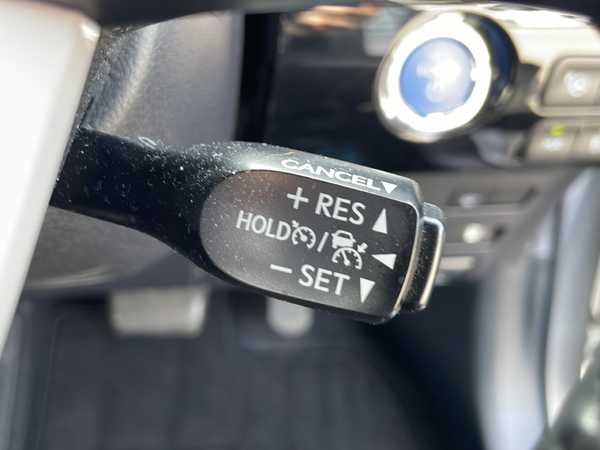 CANCEL▼
+ RES ▲
HOLD / ◀
− SET ▼